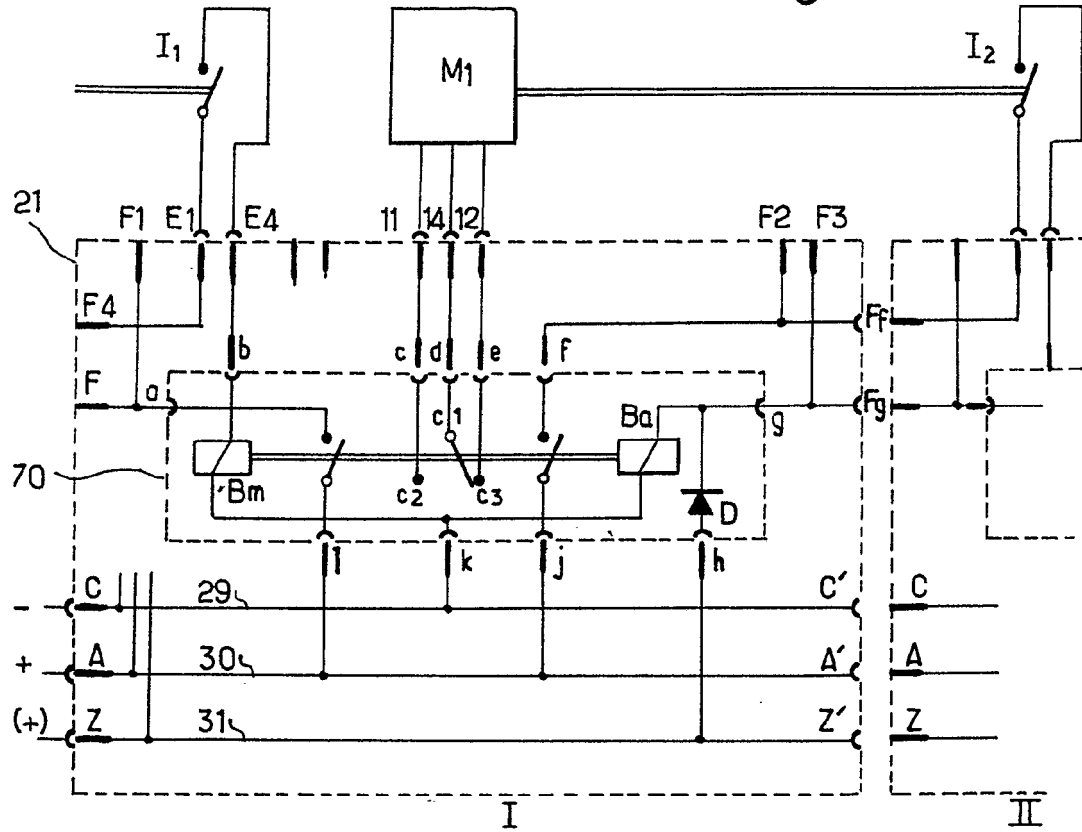 I1
M1
I2
21
F1 E1 E4 11 14 12 F2 F3
F4 Ff
b c d e f
F a c1 Ba g Fg
70 Bm c2 c3 D
l k j h
- C 29 C' C
+ A 30 A' A
(+) Z 31 Z' Z
I II